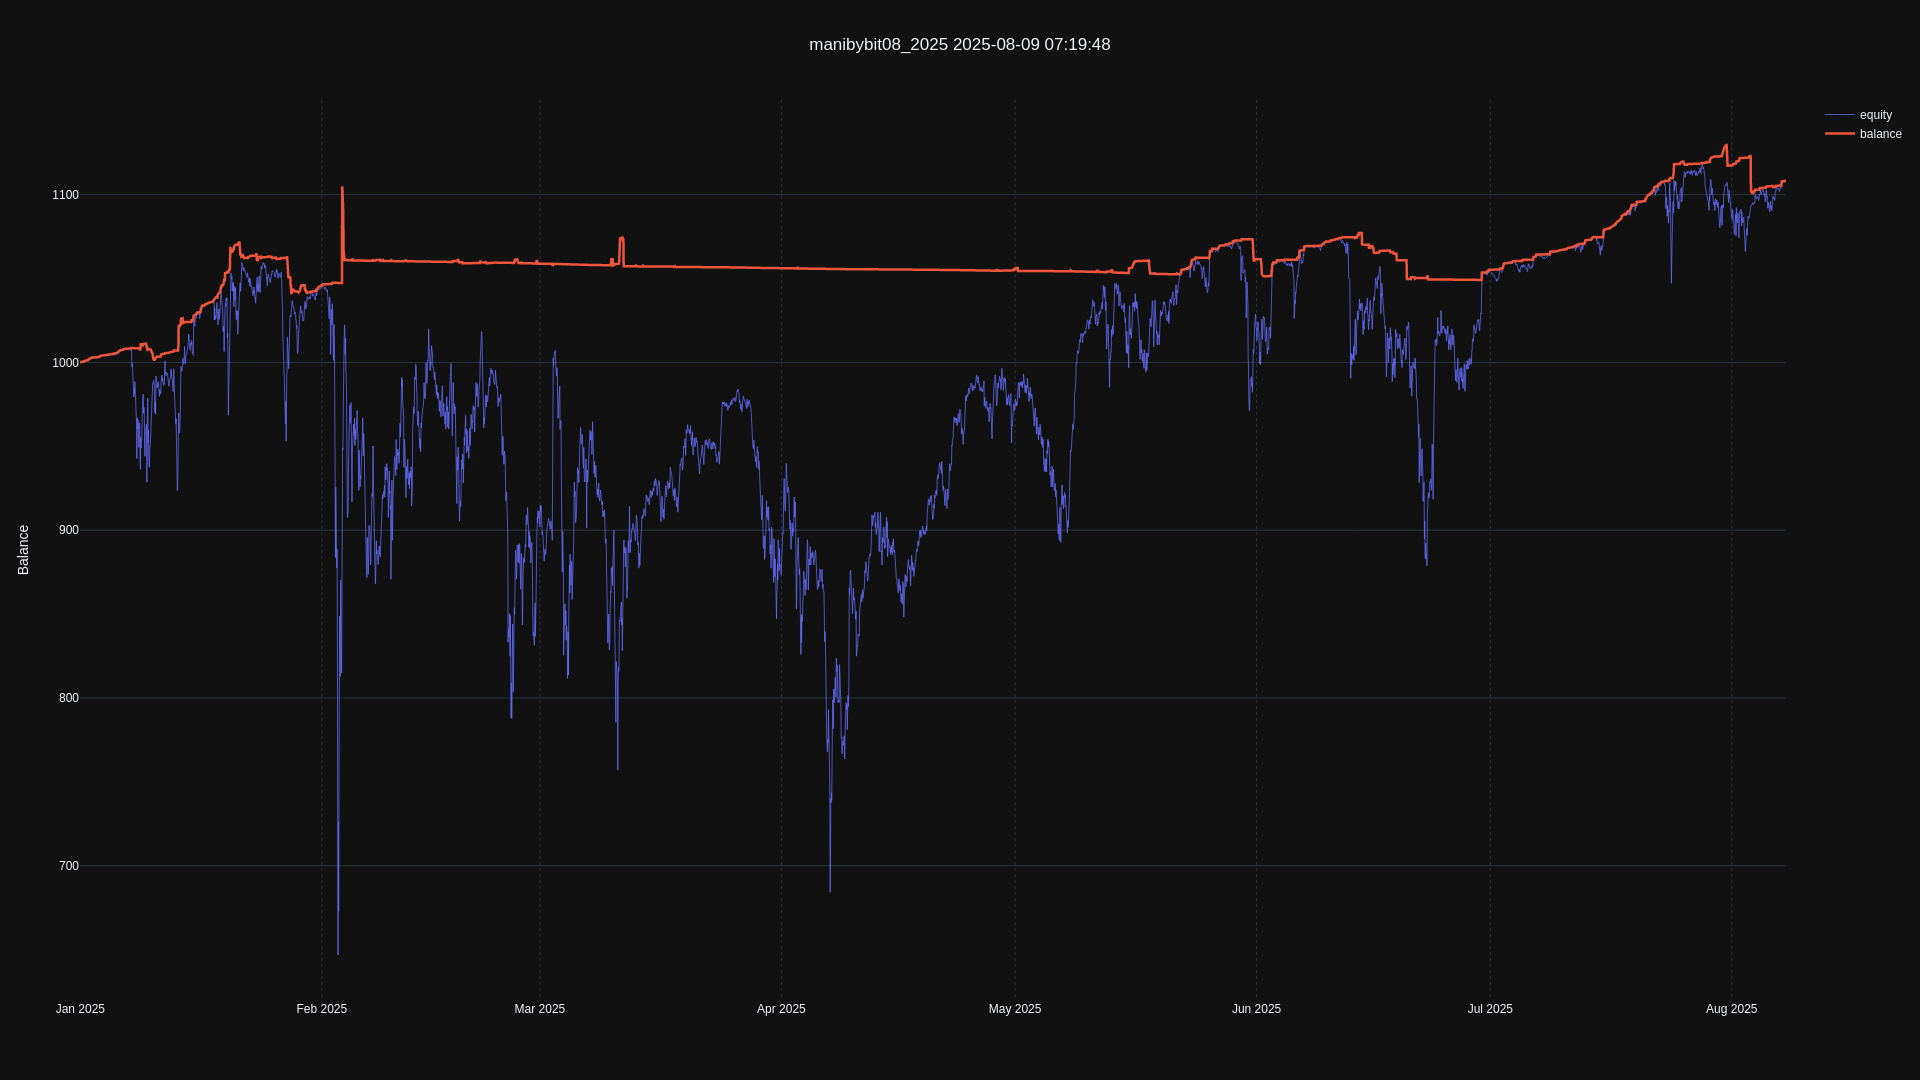 manibybit08_2025 2025-08-09 07:19:48
equity
balance
1100
1000
900
800
700
Balance
Jan 2025
Feb 2025
Mar 2025
Apr 2025
May 2025
Jun 2025
Jul 2025
Aug 2025